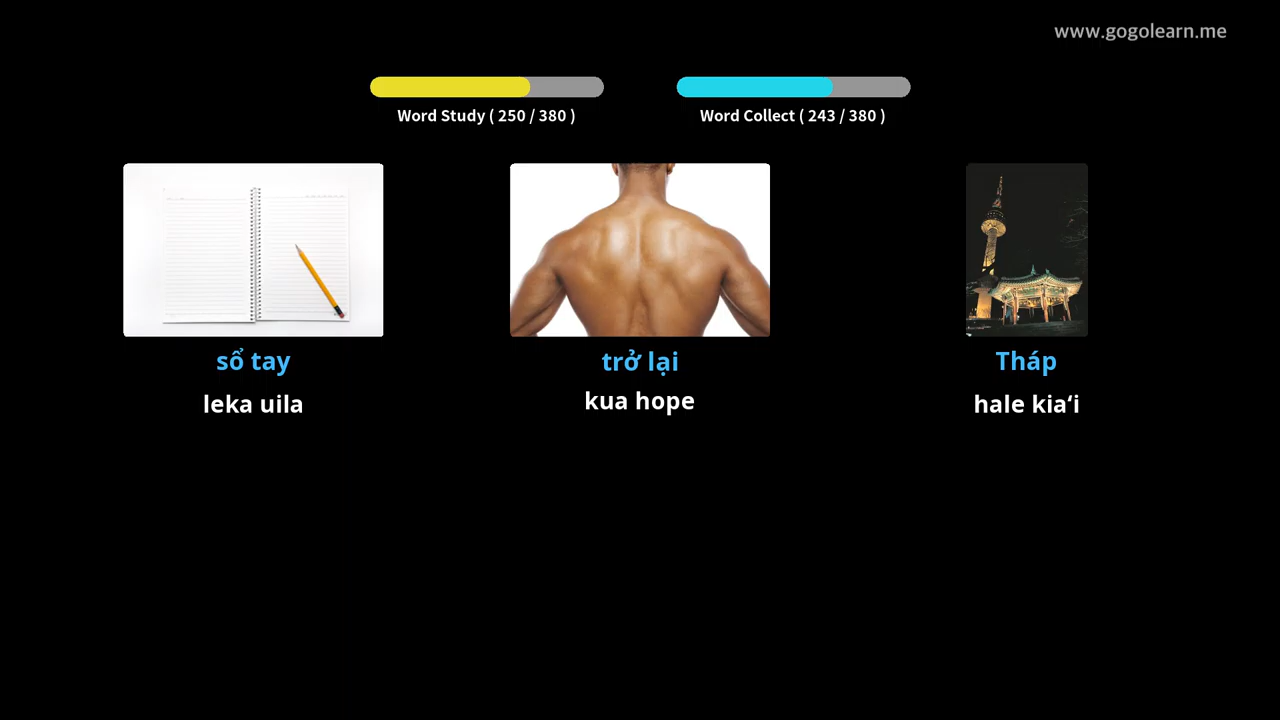 www.gogolearn.me
Word Study ( 250 / 380 )
Word Collect ( 243 / 380 )
sổ tay
trở lại
Tháp
leka uila
kua hope
hale kiaʻi